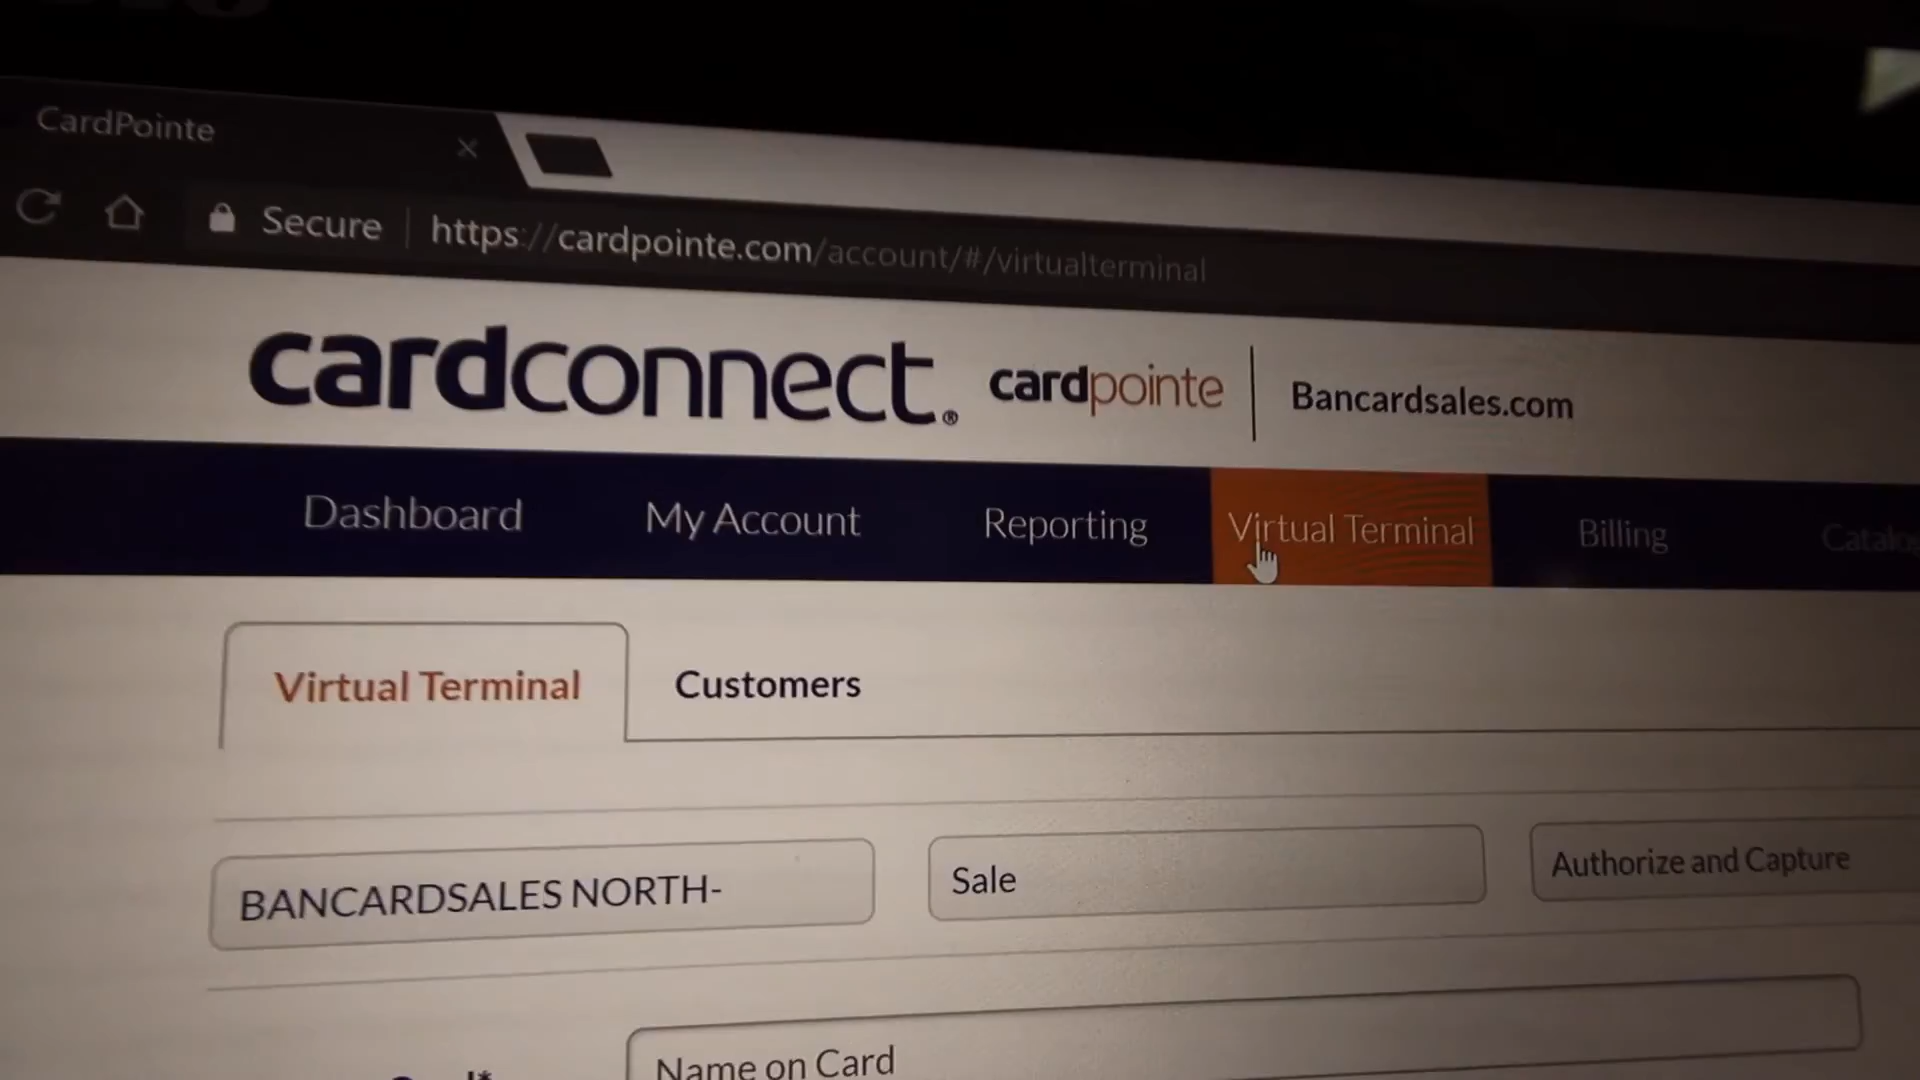 CardPointe
Secure https://cardpointe.com/account/#/virtualterminal
cardconnect® cardpointe Bancardsales.com
Dashboard My Account Reporting Virtual Terminal Billing
Virtual Terminal Customers
BANCARDSALES NORTH- Sale Authorize and Capture
Name on Card